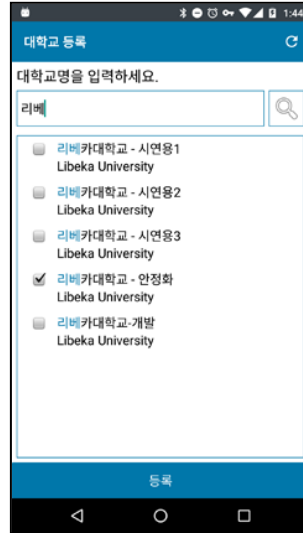 1:44
대학교 등록
대학교명을 입력하세요.
리베
리베카대학교 - 시연용1
Libeka University
리베카대학교 - 시연용2
Libeka University
리베카대학교 - 시연용3
Libeka University
리베카대학교 - 안정화
Libeka University
리베카대학교-개발
Libeka University
등록